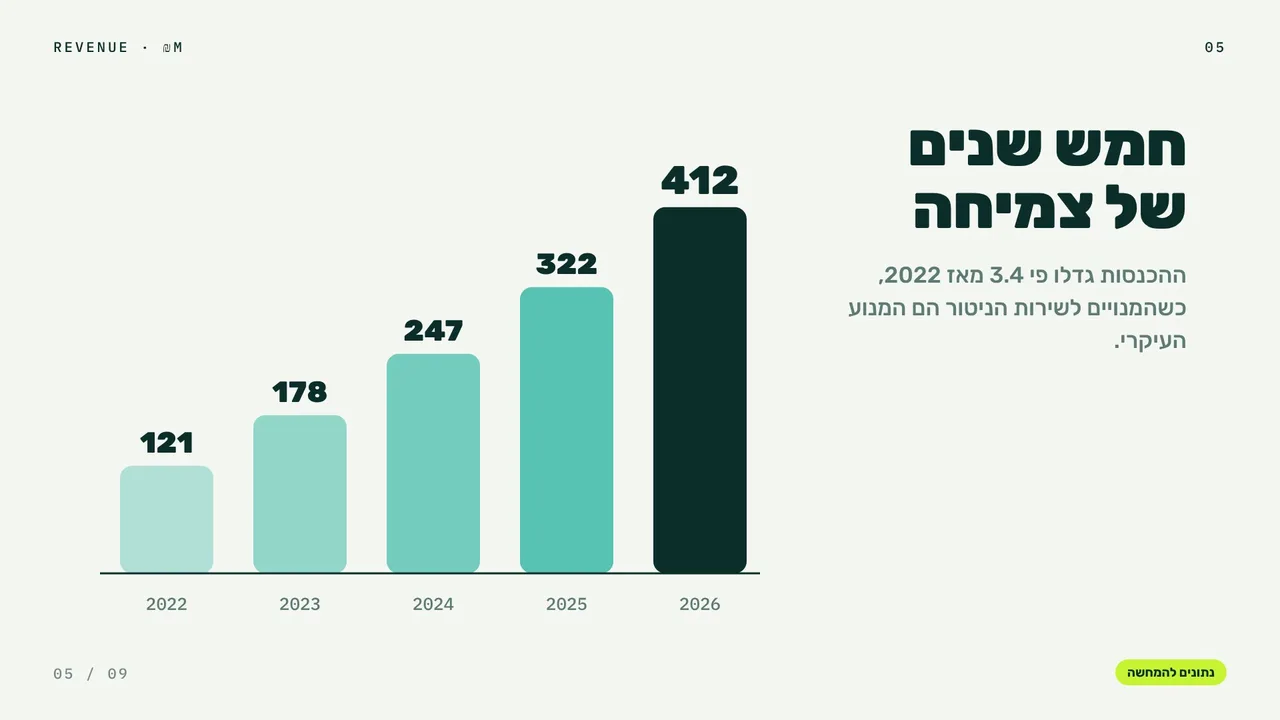 REVENUE · ₪M
05
חמש שנים
של צמיחה
ההכנסות גדלו פי 3.4 מאז 2022,
כשהמנויים לשירות הניטור הם המנוע
העיקרי.
121
178
247
322
412
2022
2023
2024
2025
2026
05 / 09
נתונים להמחשה